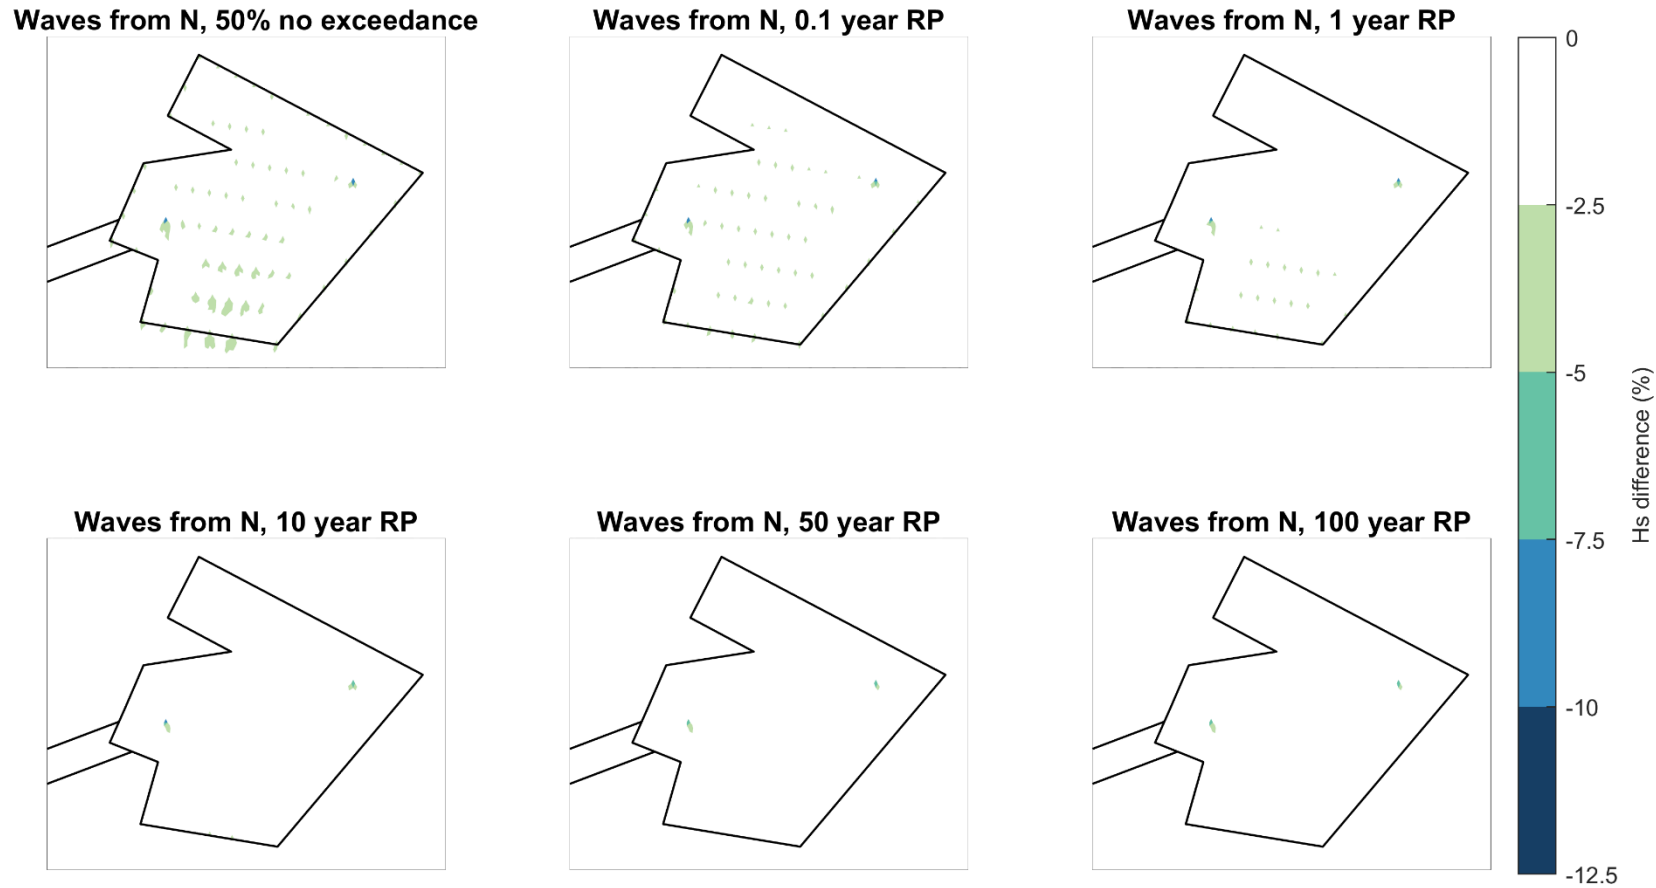 Waves from N, 50% no exceedance
Waves from N, 0.1 year RP
Waves from N, 1 year RP
0
-2.5
-5
-7.5
-10
-12.5
Hs difference (%)
Waves from N, 10 year RP
Waves from N, 50 year RP
Waves from N, 100 year RP